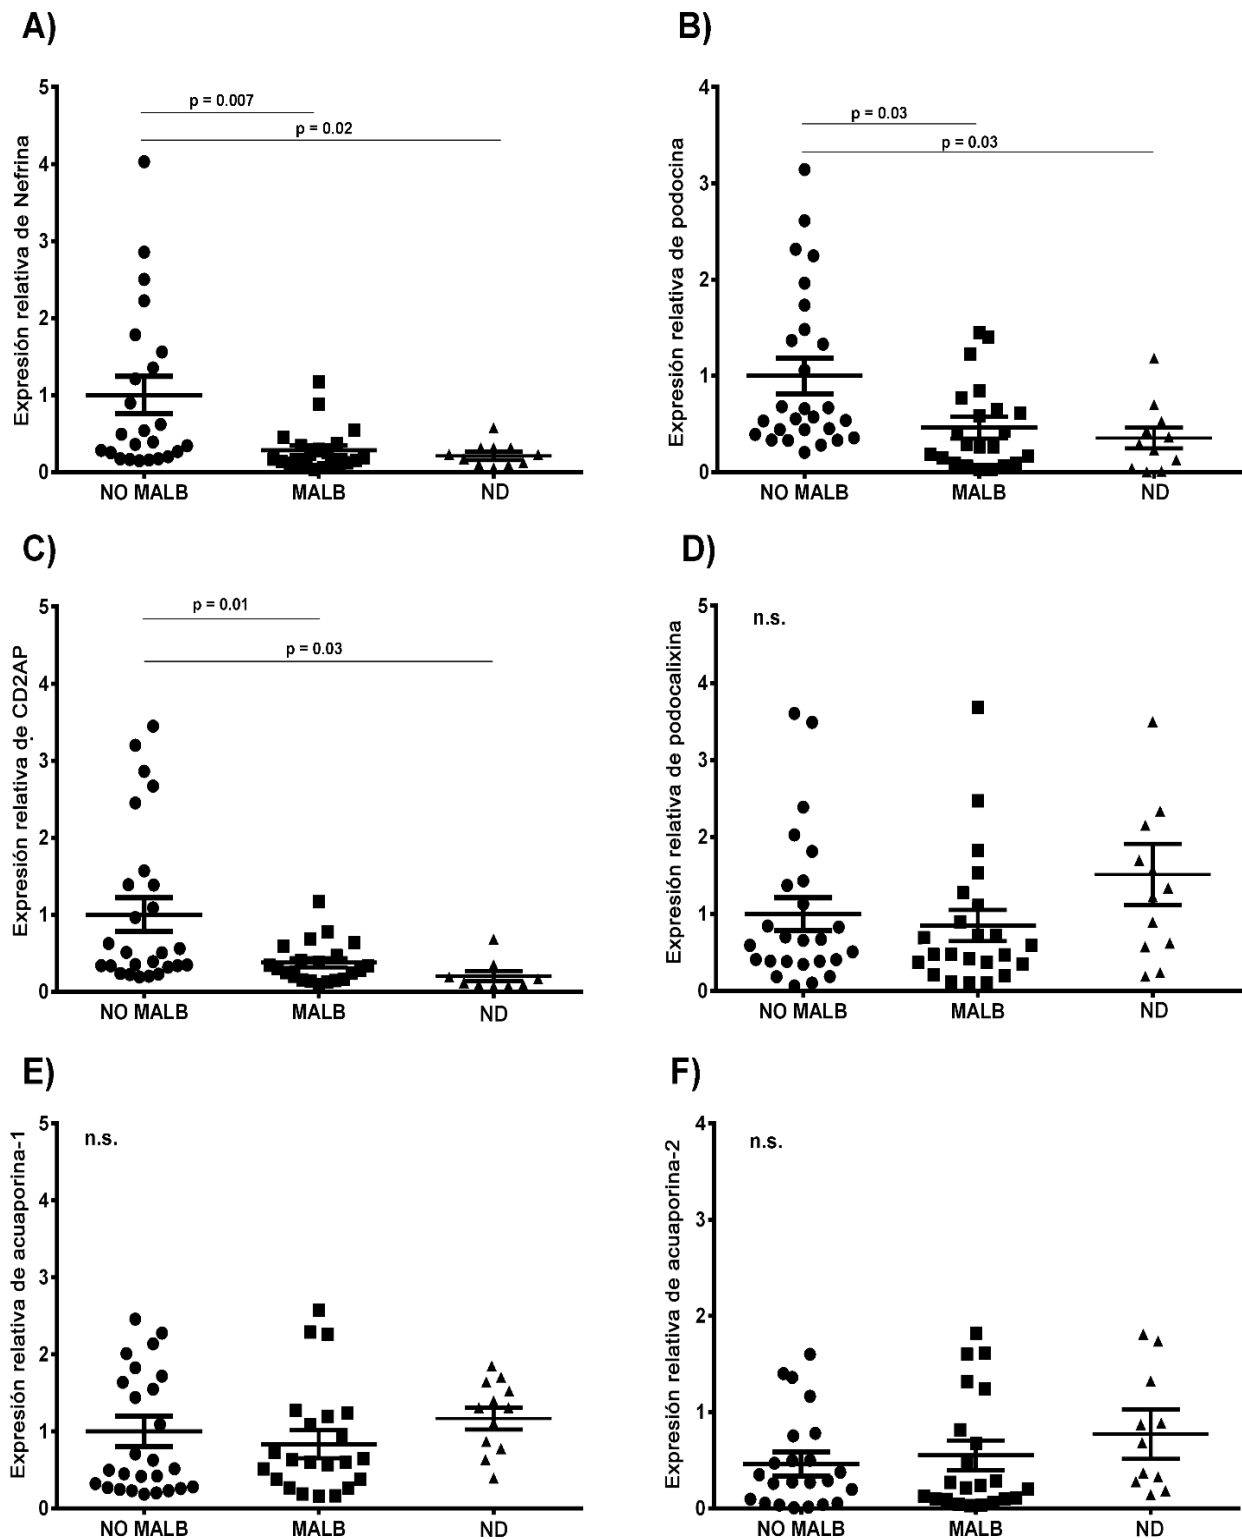 A)
Expresión relativa de Nefrina
5
4
3
2
1
0
p = 0.007
p = 0.02
NO MALB
MALB
ND
B)
Expresión relativa de podocina
4
3
2
1
0
p = 0.03
p = 0.03
NO MALB
MALB
ND
C)
Expresión relativa de CD2AP
5
4
3
2
1
0
p = 0.01
p = 0.03
NO MALB
MALB
ND
D)
Expresión relativa de podocalixina
5
4
3
2
1
0
n.s.
NO MALB
MALB
ND
E)
Expresión relativa de acuaporina-1
5
4
3
2
1
0
n.s.
NO MALB
MALB
ND
F)
Expresión relativa de acuaporina-2
4
3
2
1
0
n.s.
NO MALB
MALB
ND